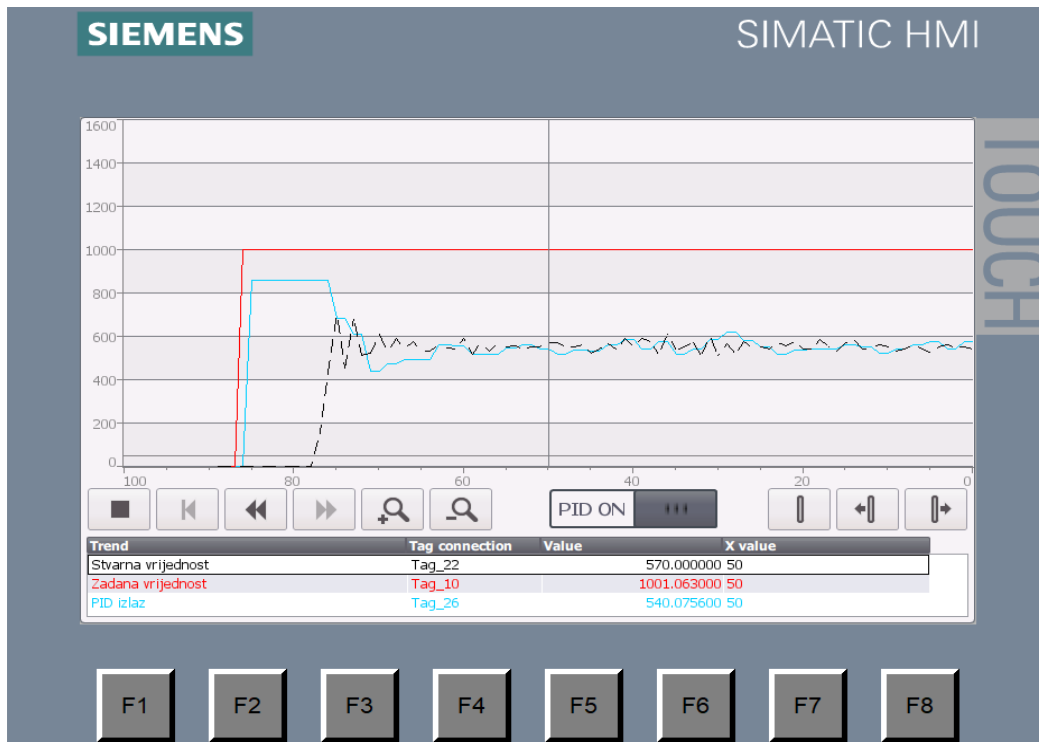 SIEMENS
SIMATIC HMI
TOUCH
1600
1400
1200
1000
800
600
400
200
0
100 80 60 40 20 0
PID ON
Trend Tag connection Value X value
Stvarna vrijednost Tag_22 570.000000 50
Zadana vrijednost Tag_10 1001.063000 50
PID izlaz Tag_26 540.075600 50
F1 F2 F3 F4 F5 F6 F7 F8